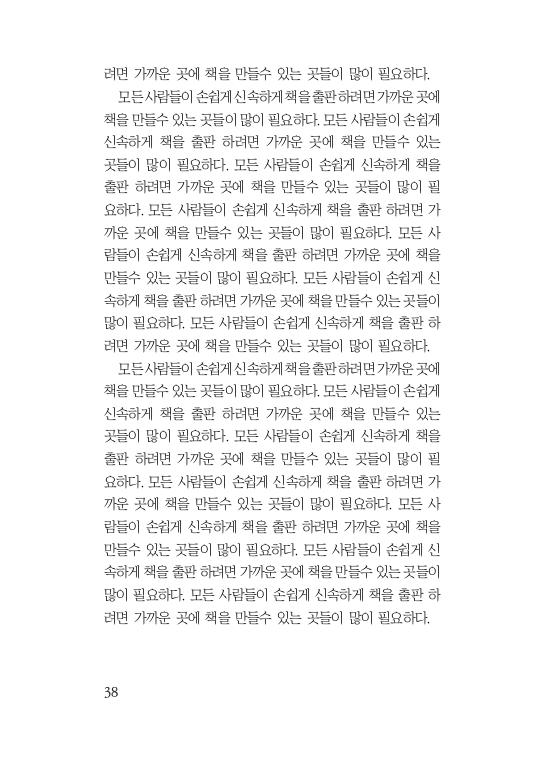 려면 가까운 곳에 책을 만들수 있는 곳들이 많이 필요하다.
모든 사람들이 손쉽게 신속하게 책을 출판 하려면 가까운 곳에
책을 만들수 있는 곳들이 많이 필요하다. 모든 사람들이 손쉽게
신속하게 책을 출판 하려면 가까운 곳에 책을 만들수 있는
곳들이 많이 필요하다. 모든 사람들이 손쉽게 신속하게 책을
출판 하려면 가까운 곳에 책을 만들수 있는 곳들이 많이 필
요하다. 모든 사람들이 손쉽게 신속하게 책을 출판 하려면 가
까운 곳에 책을 만들수 있는 곳들이 많이 필요하다. 모든 사
람들이 손쉽게 신속하게 책을 출판 하려면 가까운 곳에 책을
만들수 있는 곳들이 많이 필요하다. 모든 사람들이 손쉽게 신
속하게 책을 출판 하려면 가까운 곳에 책을 만들수 있는 곳들이
많이 필요하다. 모든 사람들이 손쉽게 신속하게 책을 출판 하
려면 가까운 곳에 책을 만들수 있는 곳들이 많이 필요하다.
모든 사람들이 손쉽게 신속하게 책을 출판 하려면 가까운 곳에
책을 만들수 있는 곳들이 많이 필요하다. 모든 사람들이 손쉽게
신속하게 책을 출판 하려면 가까운 곳에 책을 만들수 있는
곳들이 많이 필요하다. 모든 사람들이 손쉽게 신속하게 책을
출판 하려면 가까운 곳에 책을 만들수 있는 곳들이 많이 필
요하다. 모든 사람들이 손쉽게 신속하게 책을 출판 하려면 가
까운 곳에 책을 만들수 있는 곳들이 많이 필요하다. 모든 사
람들이 손쉽게 신속하게 책을 출판 하려면 가까운 곳에 책을
만들수 있는 곳들이 많이 필요하다. 모든 사람들이 손쉽게 신
속하게 책을 출판 하려면 가까운 곳에 책을 만들수 있는 곳들이
많이 필요하다. 모든 사람들이 손쉽게 신속하게 책을 출판 하
려면 가까운 곳에 책을 만들수 있는 곳들이 많이 필요하다.
38